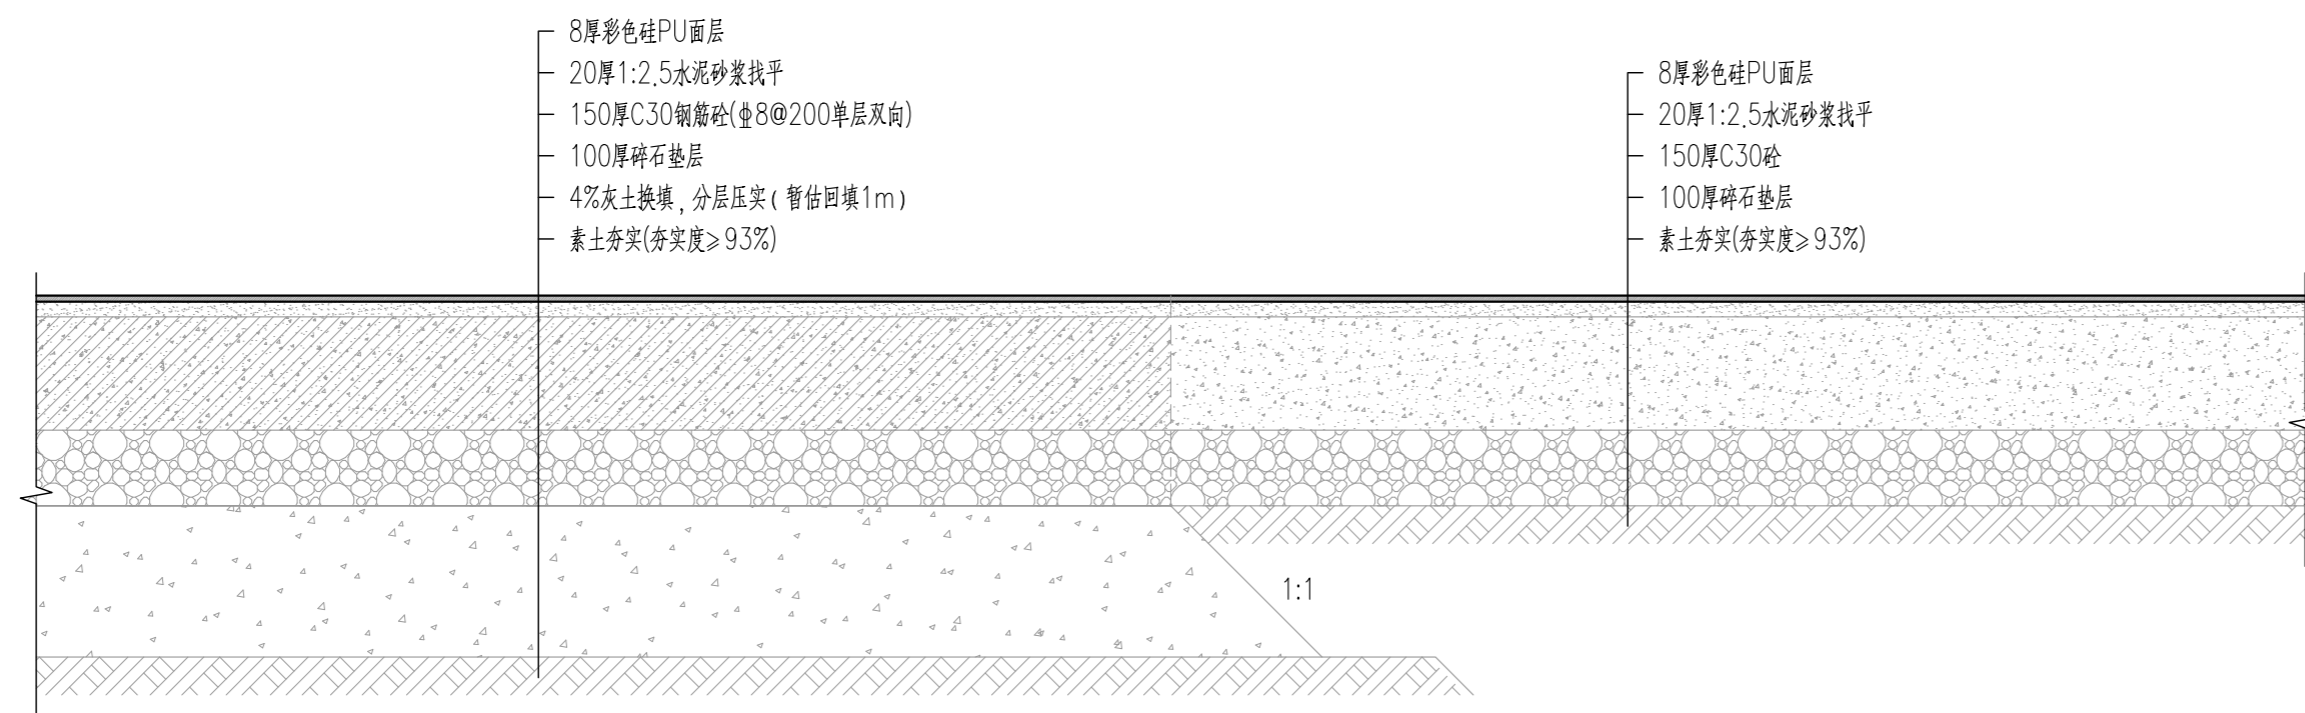 8厚彩色硅PU面层
20厚1:2.5水泥砂浆找平
150厚C30钢筋砼(ф8@200单层双向)
100厚碎石垫层
4%灰土换填,分层压实(暂估回填1m)
素土夯实(夯实度≥93%)
8厚彩色硅PU面层
20厚1:2.5水泥砂浆找平
150厚C30砼
100厚碎石垫层
素土夯实(夯实度≥93%)
1:1